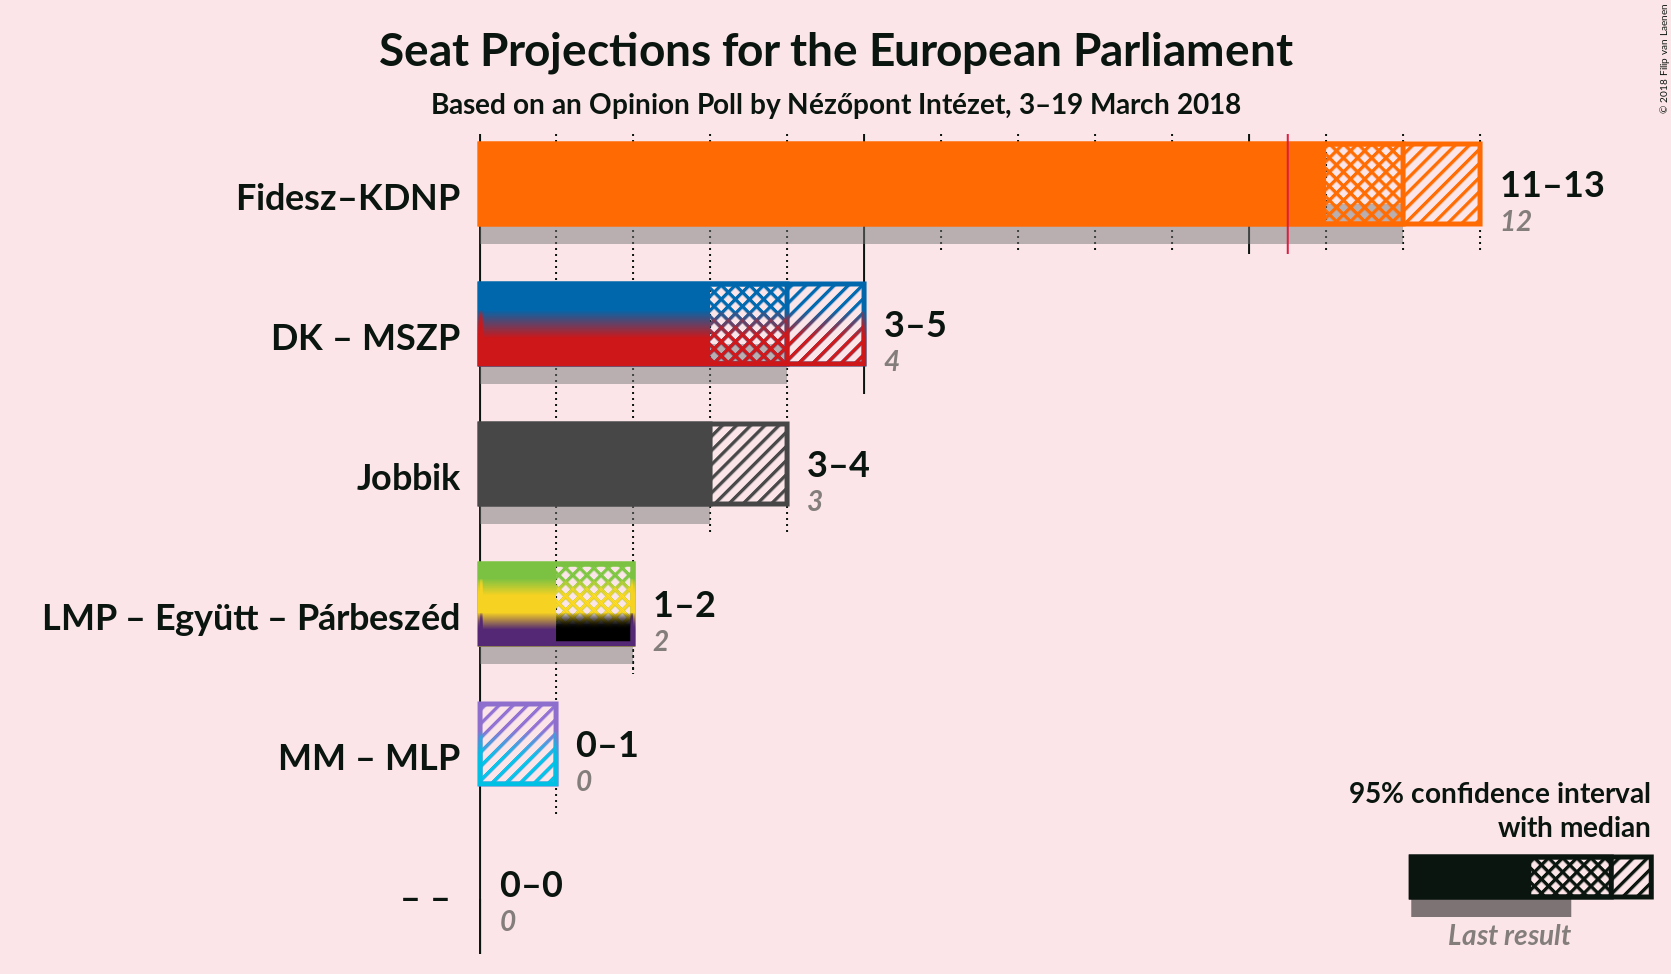 Seat Projections for the European Parliament
Based on an Opinion Poll by Nézőpont Intézet, 3–19 March 2018
© 2018 Filip van Laenen
Fidesz–KDNP
11–13
12
DK – MSZP
3–5
4
Jobbik
3–4
3
LMP – Együtt – Párbeszéd
1–2
2
MM – MLP
0–1
0
– –
0–0
0
95% confidence interval
with median
Last result